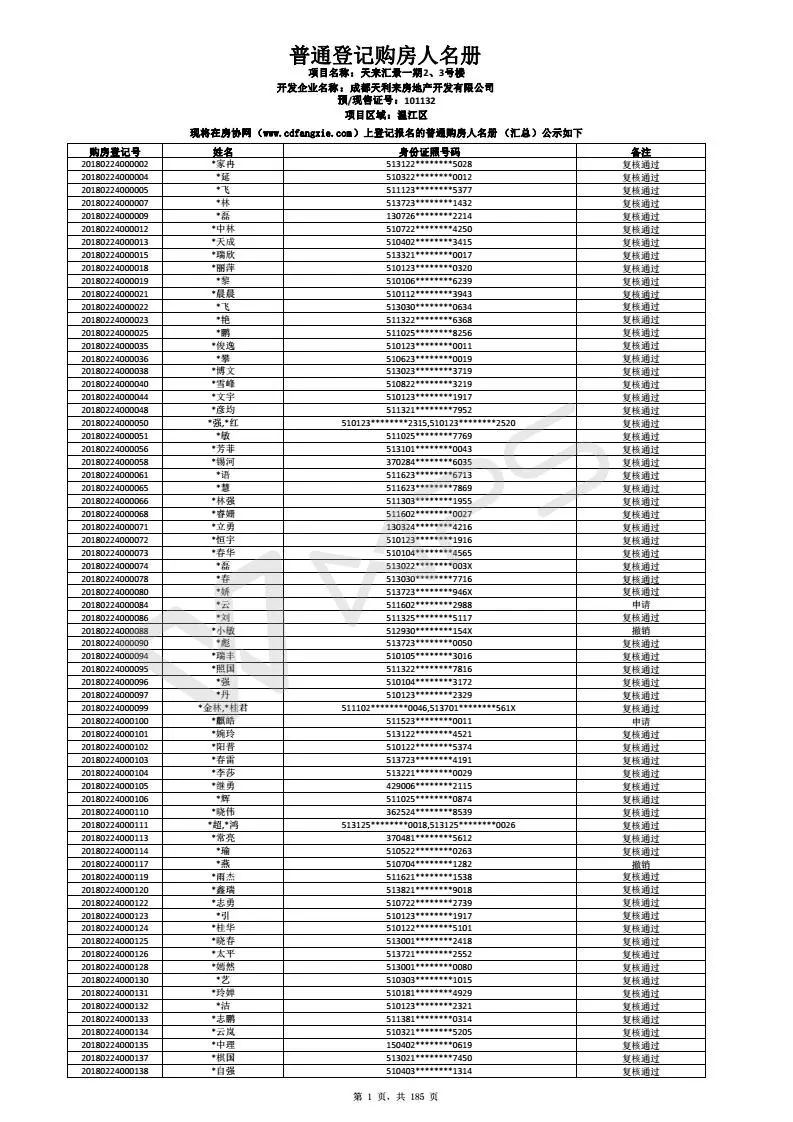 普通登记购房人名册
项目名称：天来汇景一期2、3号楼
开发企业名称：成都天利来房地产开发有限公司
预/现售证号：101132
项目区域：温江区
现将在房协网（www.cdfangxie.com）上登记报名的普通购房人名册（汇总）公示如下
购房登记号 姓名 身份证照号码 备注
20180224000002 *家冉 513122********5028 复核通过
20180224000004 *延 510322********0012 复核通过
20180224000005 *飞 511123********5377 复核通过
20180224000007 *林 513723********1432 复核通过
20180224000009 *磊 130726********2214 复核通过
20180224000012 *中林 510722********4250 复核通过
20180224000013 *天成 510402********3415 复核通过
20180224000015 *瑞欣 513321********0017 复核通过
20180224000018 *丽萍 510123********0320 复核通过
20180224000019 *黎 510106********6239 复核通过
20180224000021 *晨晨 510112********3943 复核通过
20180224000022 *飞 513030********0634 复核通过
20180224000023 *艳 511322********6368 复核通过
20180224000025 *鹏 511025********8256 复核通过
20180224000035 *俊逸 510123********0011 复核通过
20180224000036 *攀 510623********0019 复核通过
20180224000038 *博文 513023********3719 复核通过
20180224000040 *雪峰 510822********3219 复核通过
20180224000044 *文宇 510123********1917 复核通过
20180224000048 *彦均 511321********7952 复核通过
20180224000050 *强,*红 510123********2315,510123********2520 复核通过
20180224000051 *敏 511025********7769 复核通过
20180224000056 *芳菲 513101********0043 复核通过
20180224000058 *锡河 370284********6035 复核通过
20180224000061 *语 511623********6713 复核通过
20180224000065 *慧 511623********7869 复核通过
20180224000066 *林强 511303********1955 复核通过
20180224000068 *睿姗 511602********0027 复核通过
20180224000071 *立勇 130324********4216 复核通过
20180224000072 *恒宇 510123********1916 复核通过
20180224000073 *春华 510104********4565 复核通过
20180224000074 *磊 513022********003X 复核通过
20180224000078 *春 513030********7716 复核通过
20180224000080 *娇 513723********946X 复核通过
20180224000084 *云 511602********2988 申请
20180224000086 *刘 511325********5117 复核通过
20180224000088 *小敏 512930********154X 撤销
20180224000090 *彪 513723********0050 复核通过
20180224000094 *瑞丰 510105********3016 复核通过
20180224000095 *照国 511322********7816 复核通过
20180224000096 *强 510104********3172 复核通过
20180224000097 *丹 510123********2329 复核通过
20180224000099 *金林,*桂君 511102********0046,513701********561X 复核通过
20180224000100 *麒皓 511523********0011 申请
20180224000101 *婉玲 513122********4521 复核通过
20180224000102 *阳普 510122********5374 复核通过
20180224000103 *春雷 513723********4191 复核通过
20180224000104 *李莎 513221********0029 复核通过
20180224000105 *继勇 429006********2115 复核通过
20180224000106 *辉 511025********0874 复核通过
20180224000110 *晓伟 362524********8539 复核通过
20180224000111 *超,*鸿 513125********0018,513125********0026 复核通过
20180224000113 *常亮 370481********5612 复核通过
20180224000114 *瑜 510522********0263 复核通过
20180224000117 *燕 510704********1282 撤销
20180224000119 *雨杰 511621********1538 复核通过
20180224000120 *鑫瑞 513821********9018 复核通过
20180224000122 *志勇 510722********2739 复核通过
20180224000123 *引 510123********1917 复核通过
20180224000124 *桂华 510122********5101 复核通过
20180224000125 *晓春 513001********2418 复核通过
20180224000126 *太平 513721********2552 复核通过
20180224000128 *嫣然 513001********0080 复核通过
20180224000130 *艺 510303********1015 复核通过
20180224000131 *玲婵 510181********4929 复核通过
20180224000132 *洁 510123********2321 复核通过
20180224000133 *志鹏 511381********0314 复核通过
20180224000134 *云岚 510321********5205 复核通过
20180224000135 *中理 150402********0619 复核通过
20180224000137 *棋国 513021********7450 复核通过
20180224000138 *自强 510403********1314 复核通过
第 1 页, 共 185 页
WPS